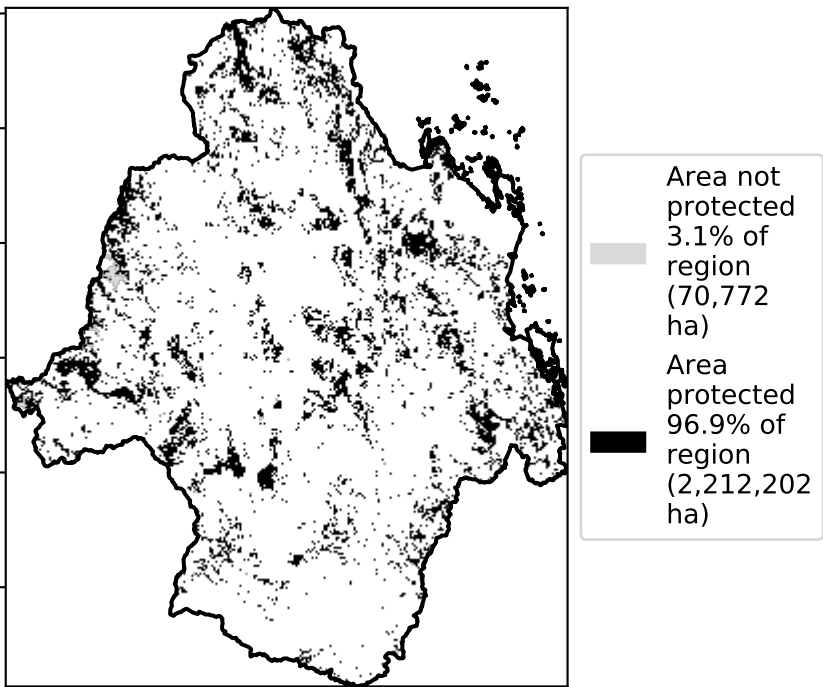 Area not
protected
3.1% of
region
(70,772
ha)
Area
protected
96.9% of
region
(2,212,202
ha)